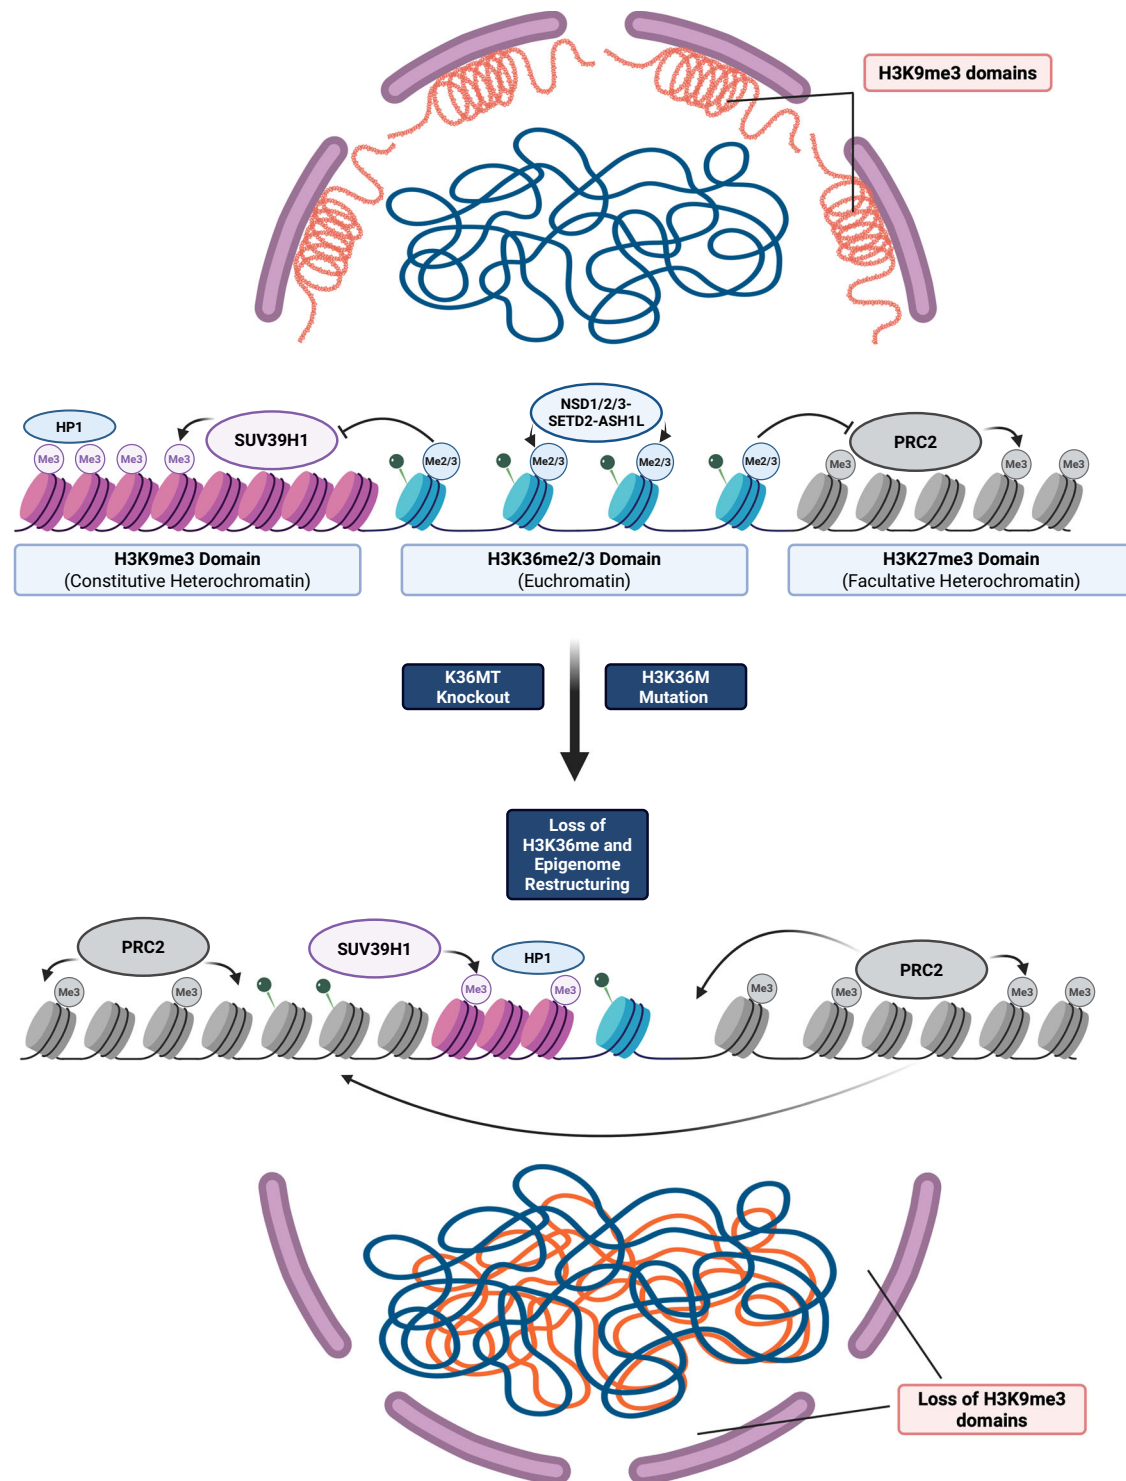 H3K9me3 domains
NSD1/2/3-
SETD2-ASH1L
HP1
SUV39H1
PRC2
Me3
Me3
Me3
Me3
Me2/3
Me2/3
Me2/3
Me2/3
Me3
Me3
Me3
H3K9me3 Domain
(Constitutive Heterochromatin)
H3K36me2/3 Domain
(Euchromatin)
H3K27me3 Domain
(Facultative Heterochromatin)
K36MT
Knockout
H3K36M
Mutation
Loss of
H3K36me and
Epigenome
Restructuring
PRC2
SUV39H1
HP1
PRC2
Me3
Me3
Me3
Me3
Me3
Me3
Me3
Me3
Loss of H3K9me3
domains